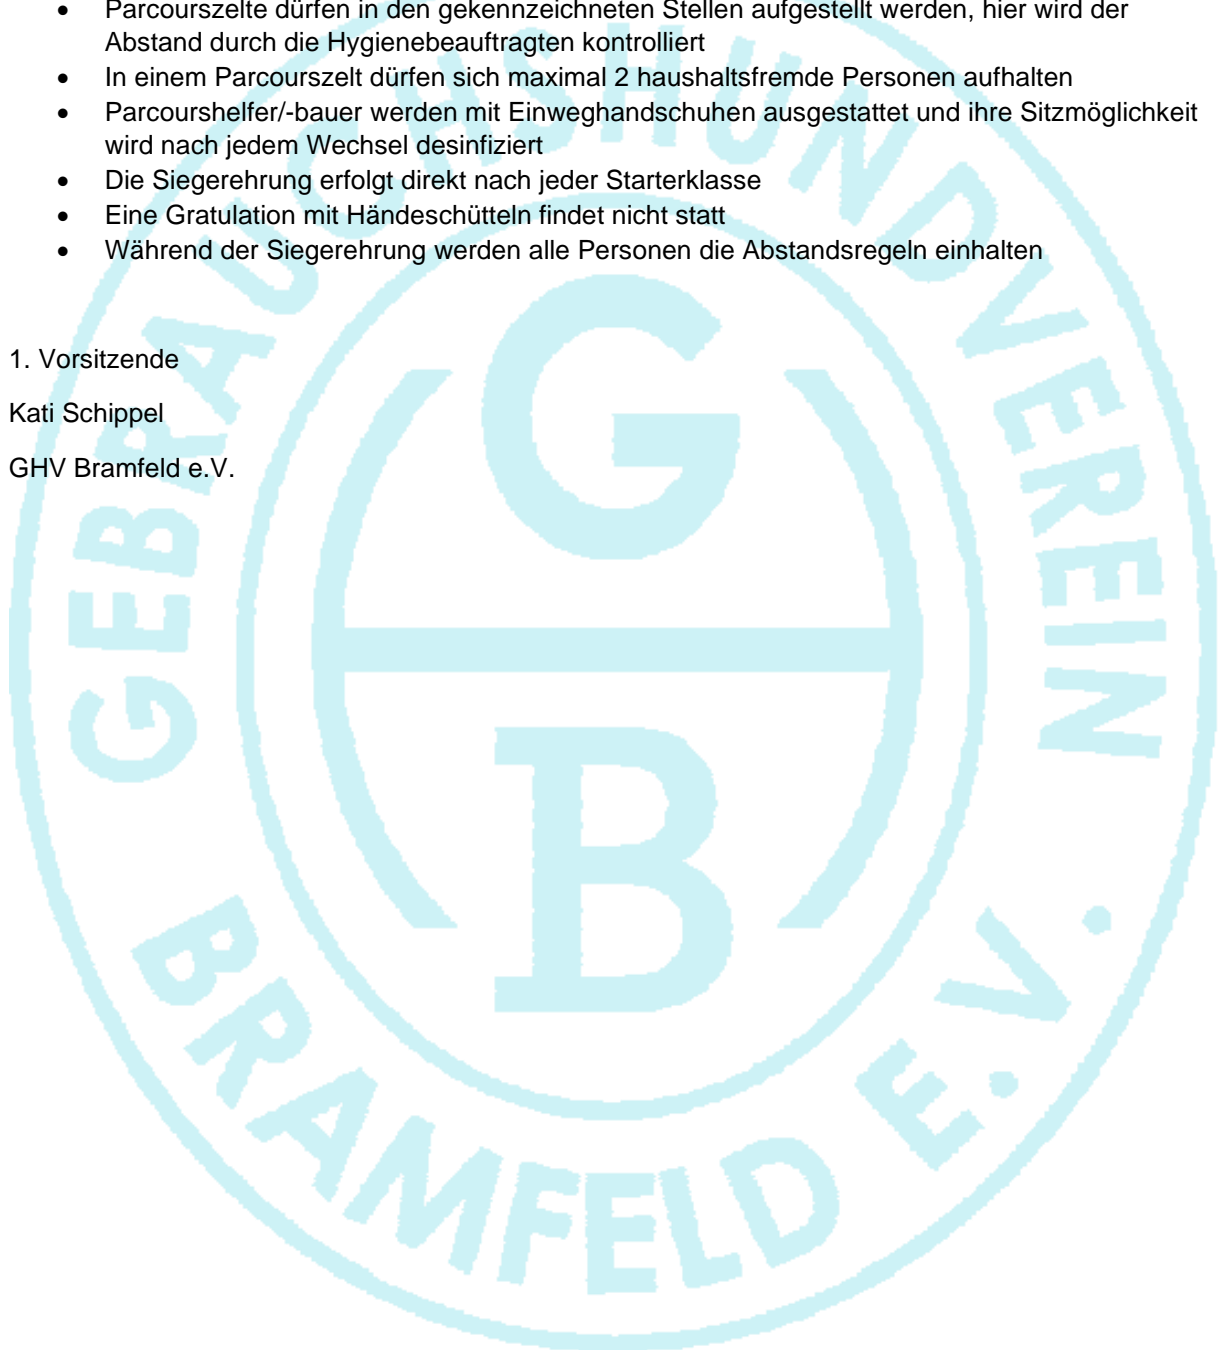 • Parcourszelte dürfen in den gekennzeichneten Stellen aufgestellt werden, hier wird der
Abstand durch die Hygienebeauftragten kontrolliert
• In einem Parcourszelt dürfen sich maximal 2 haushaltsfremde Personen aufhalten
• Parcourshelfer/-bauer werden mit Einweghandschuhen ausgestattet und ihre Sitzmöglichkeit
wird nach jedem Wechsel desinfiziert
• Die Siegerehrung erfolgt direkt nach jeder Starterklasse
• Eine Gratulation mit Händeschütteln findet nicht statt
• Während der Siegerehrung werden alle Personen die Abstandsregeln einhalten
1. Vorsitzende
Kati Schippel
GHV Bramfeld e.V.
GEBRAUCHSHUNDVEREIN
G
B
BRAMFELD E.V.